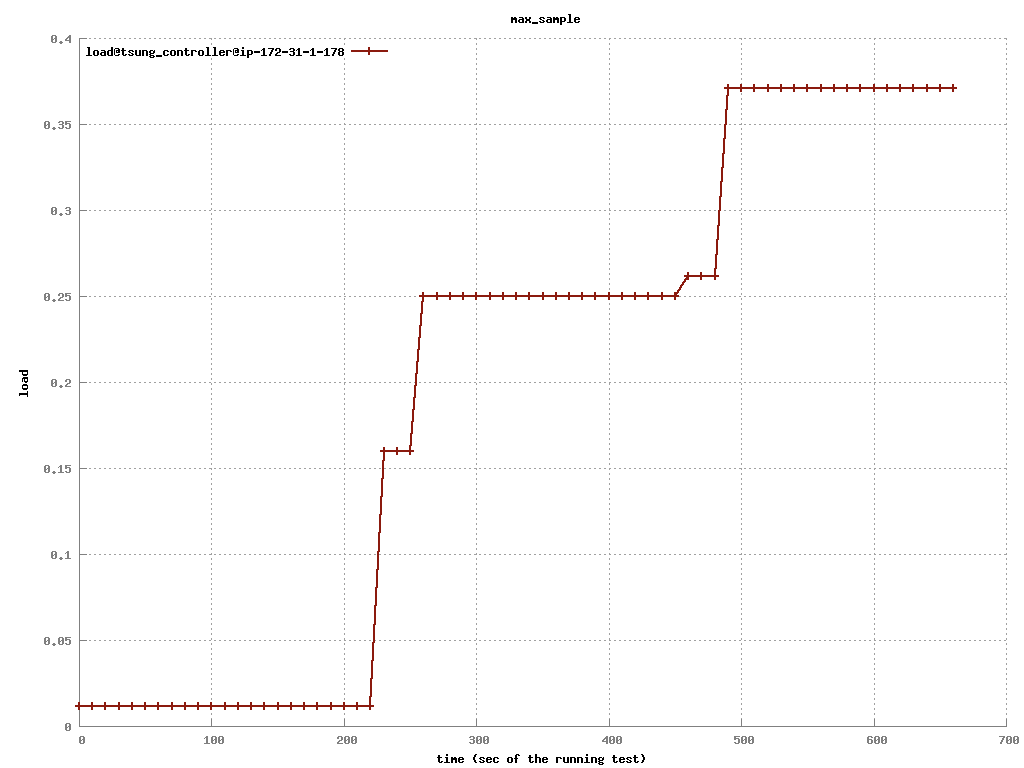 max_sample
load@tsung_controller@ip-172-31-1-178
0.4
0.35
0.3
0.25
0.2
0.15
0.1
0.05
0
load
0 100 200 300 400 500 600 700
time (sec of the running test)